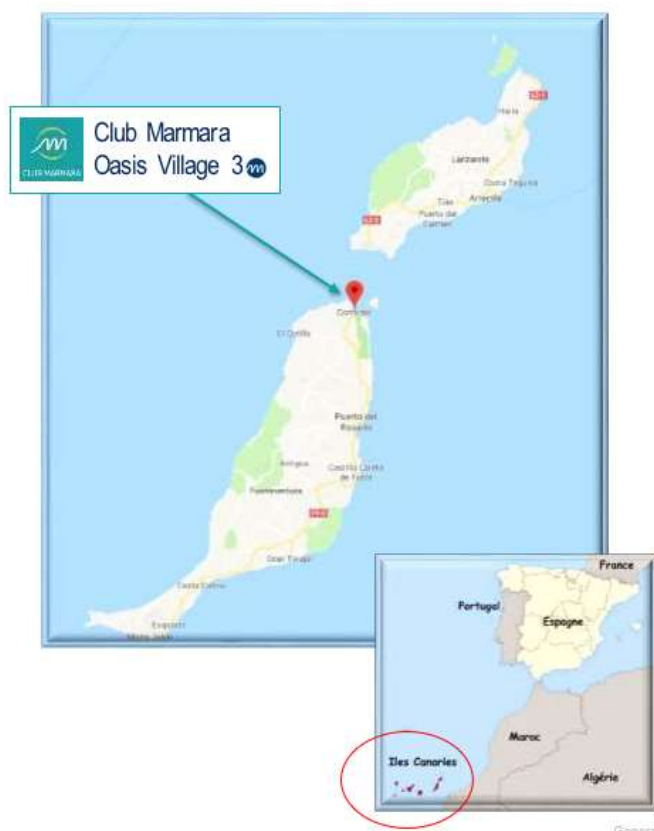 Club Marmara
Oasis Village 3
CLUB MARMARA
Haria
Lanzarote
Costa Teguise
Tías
Arrecife
Puerto del
Carmen
Corralejo
El Cotillo
Puerto del
Rosario
Antigua
Castillo Caleta
de Fuste
Fuerteventura
Gran Tarajal
Costa Calma
Morro Jable
France
Portugal
Espagne
Maroc
Iles Canaries
Algérie